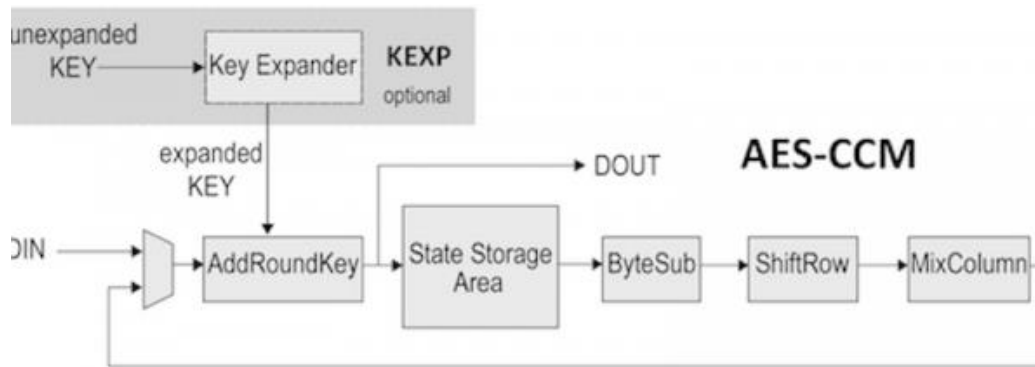 unexpanded
KEY
Key Expander
KEXP
optional
expanded
KEY
DOUT
AES-CCM
DIN
AddRoundKey
State Storage
Area
ByteSub
ShiftRow
MixColumn